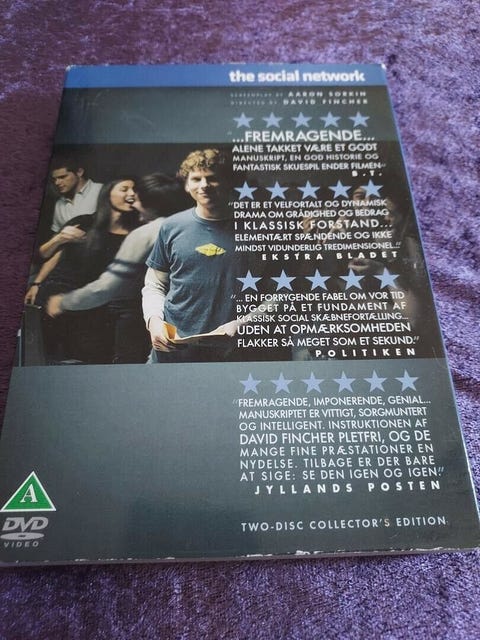 the social network
SCREENPLAY BY AARON SORKIN
DIRECTED BY DAVID FINCHER
"...FREMRAGENDE...
ALENE TAKKET VÆRE ET GODT
MANUSKRIPT, EN GOD HISTORIE OG
FANTASTISK SKUESPIL ENDER FILMEN"
B.T.
"DET ER ET VELFORTALT OG DYNAMISK
DRAMA OM GRÅDIGHED OG BEDRAG
I KLASSISK FORSTAND...
ELEMENTÆRT SPÆNDENDE OG IKKE
MINDST VIDUNDERLIG TREDIMENSIONEL..."
EKSTRA BLADET
"... EN FORRYGENDE FABEL OM VOR TID
BYGGET PÅ ET FUNDAMENT AF
KLASSISK SOCIAL SKÆBNEFORTÆLLING...
UDEN AT OPMÆRKSOMHEDEN
FLAKKER SÅ MEGET SOM ET SEKUND."
POLITIKEN
"FREMRAGENDE, IMPONERENDE, GENIAL...
MANUSKRIPTET ER VITTIGT, SORGMUNTERT
OG INTELLIGENT. INSTRUKTIONEN AF
DAVID FINCHER PLETFRI, OG DE
MANGE FINE PRÆSTATIONER EN
NYDELSE. TILBAGE ER DER BARE
AT SIGE: SE DEN IGEN OG IGEN."
JYLLANDS POSTEN
A
DVD
VIDEO
TWO-DISC COLLECTOR'S EDITION